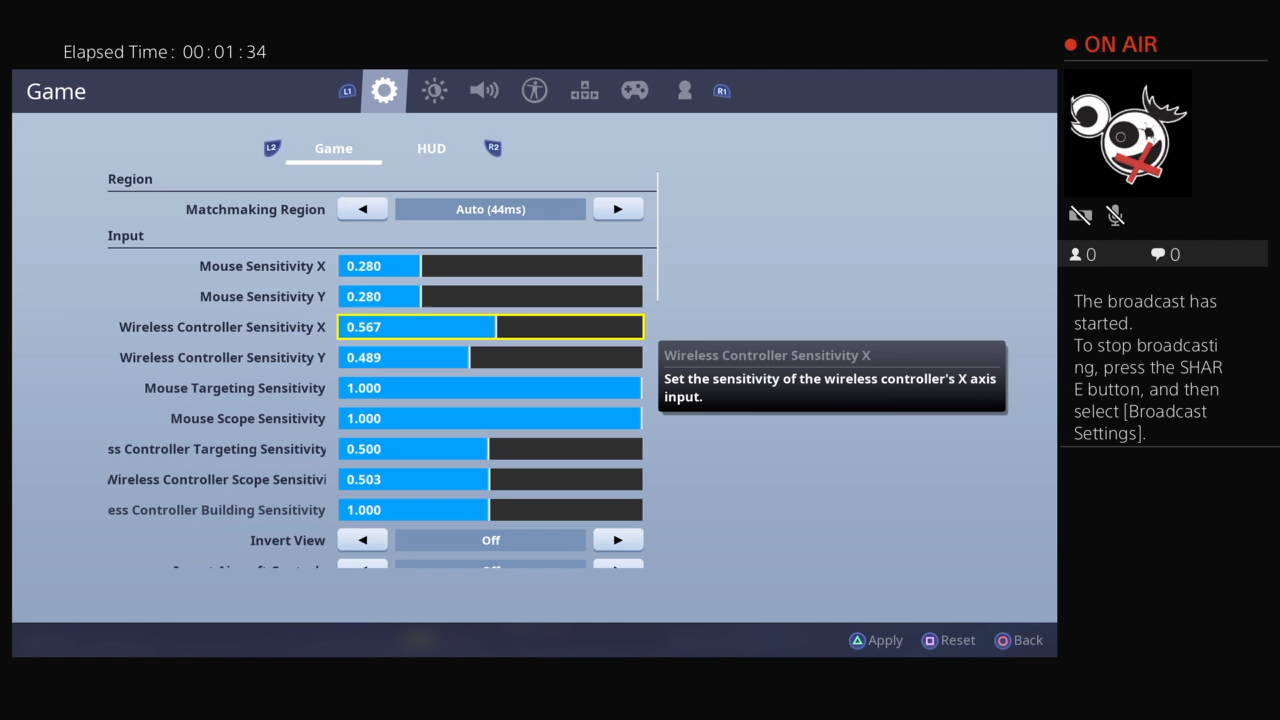 Elapsed Time: 00:01:34
ON AIR
Game
L1
R1
L2
Game
HUD
R2
Region
Matchmaking Region
Auto (44ms)
Input
Mouse Sensitivity X
0.280
Mouse Sensitivity Y
0.280
Wireless Controller Sensitivity X
0.567
Wireless Controller Sensitivity Y
0.489
Mouse Targeting Sensitivity
1.000
Mouse Scope Sensitivity
1.000
ss Controller Targeting Sensitivity
0.500
Wireless Controller Scope Sensitivi
0.503
ess Controller Building Sensitivity
1.000
Invert View
Off
Wireless Controller Sensitivity X
Set the sensitivity of the wireless controller's X axis
input.
Apply
Reset
Back
0
0
The broadcast has
started.
To stop broadcasti
ng, press the SHAR
E button, and then
select [Broadcast
Settings].